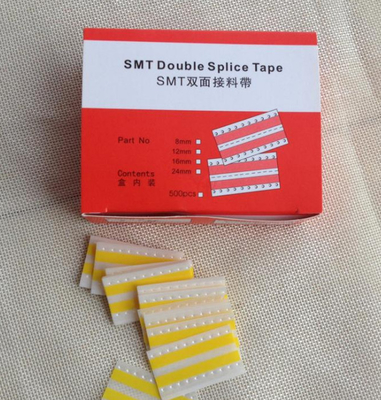 SMT Double Splice Tape
SMT双面接料帶
Part No 8mm
12mm
16mm
Contents 24mm
盒内装
500pcs